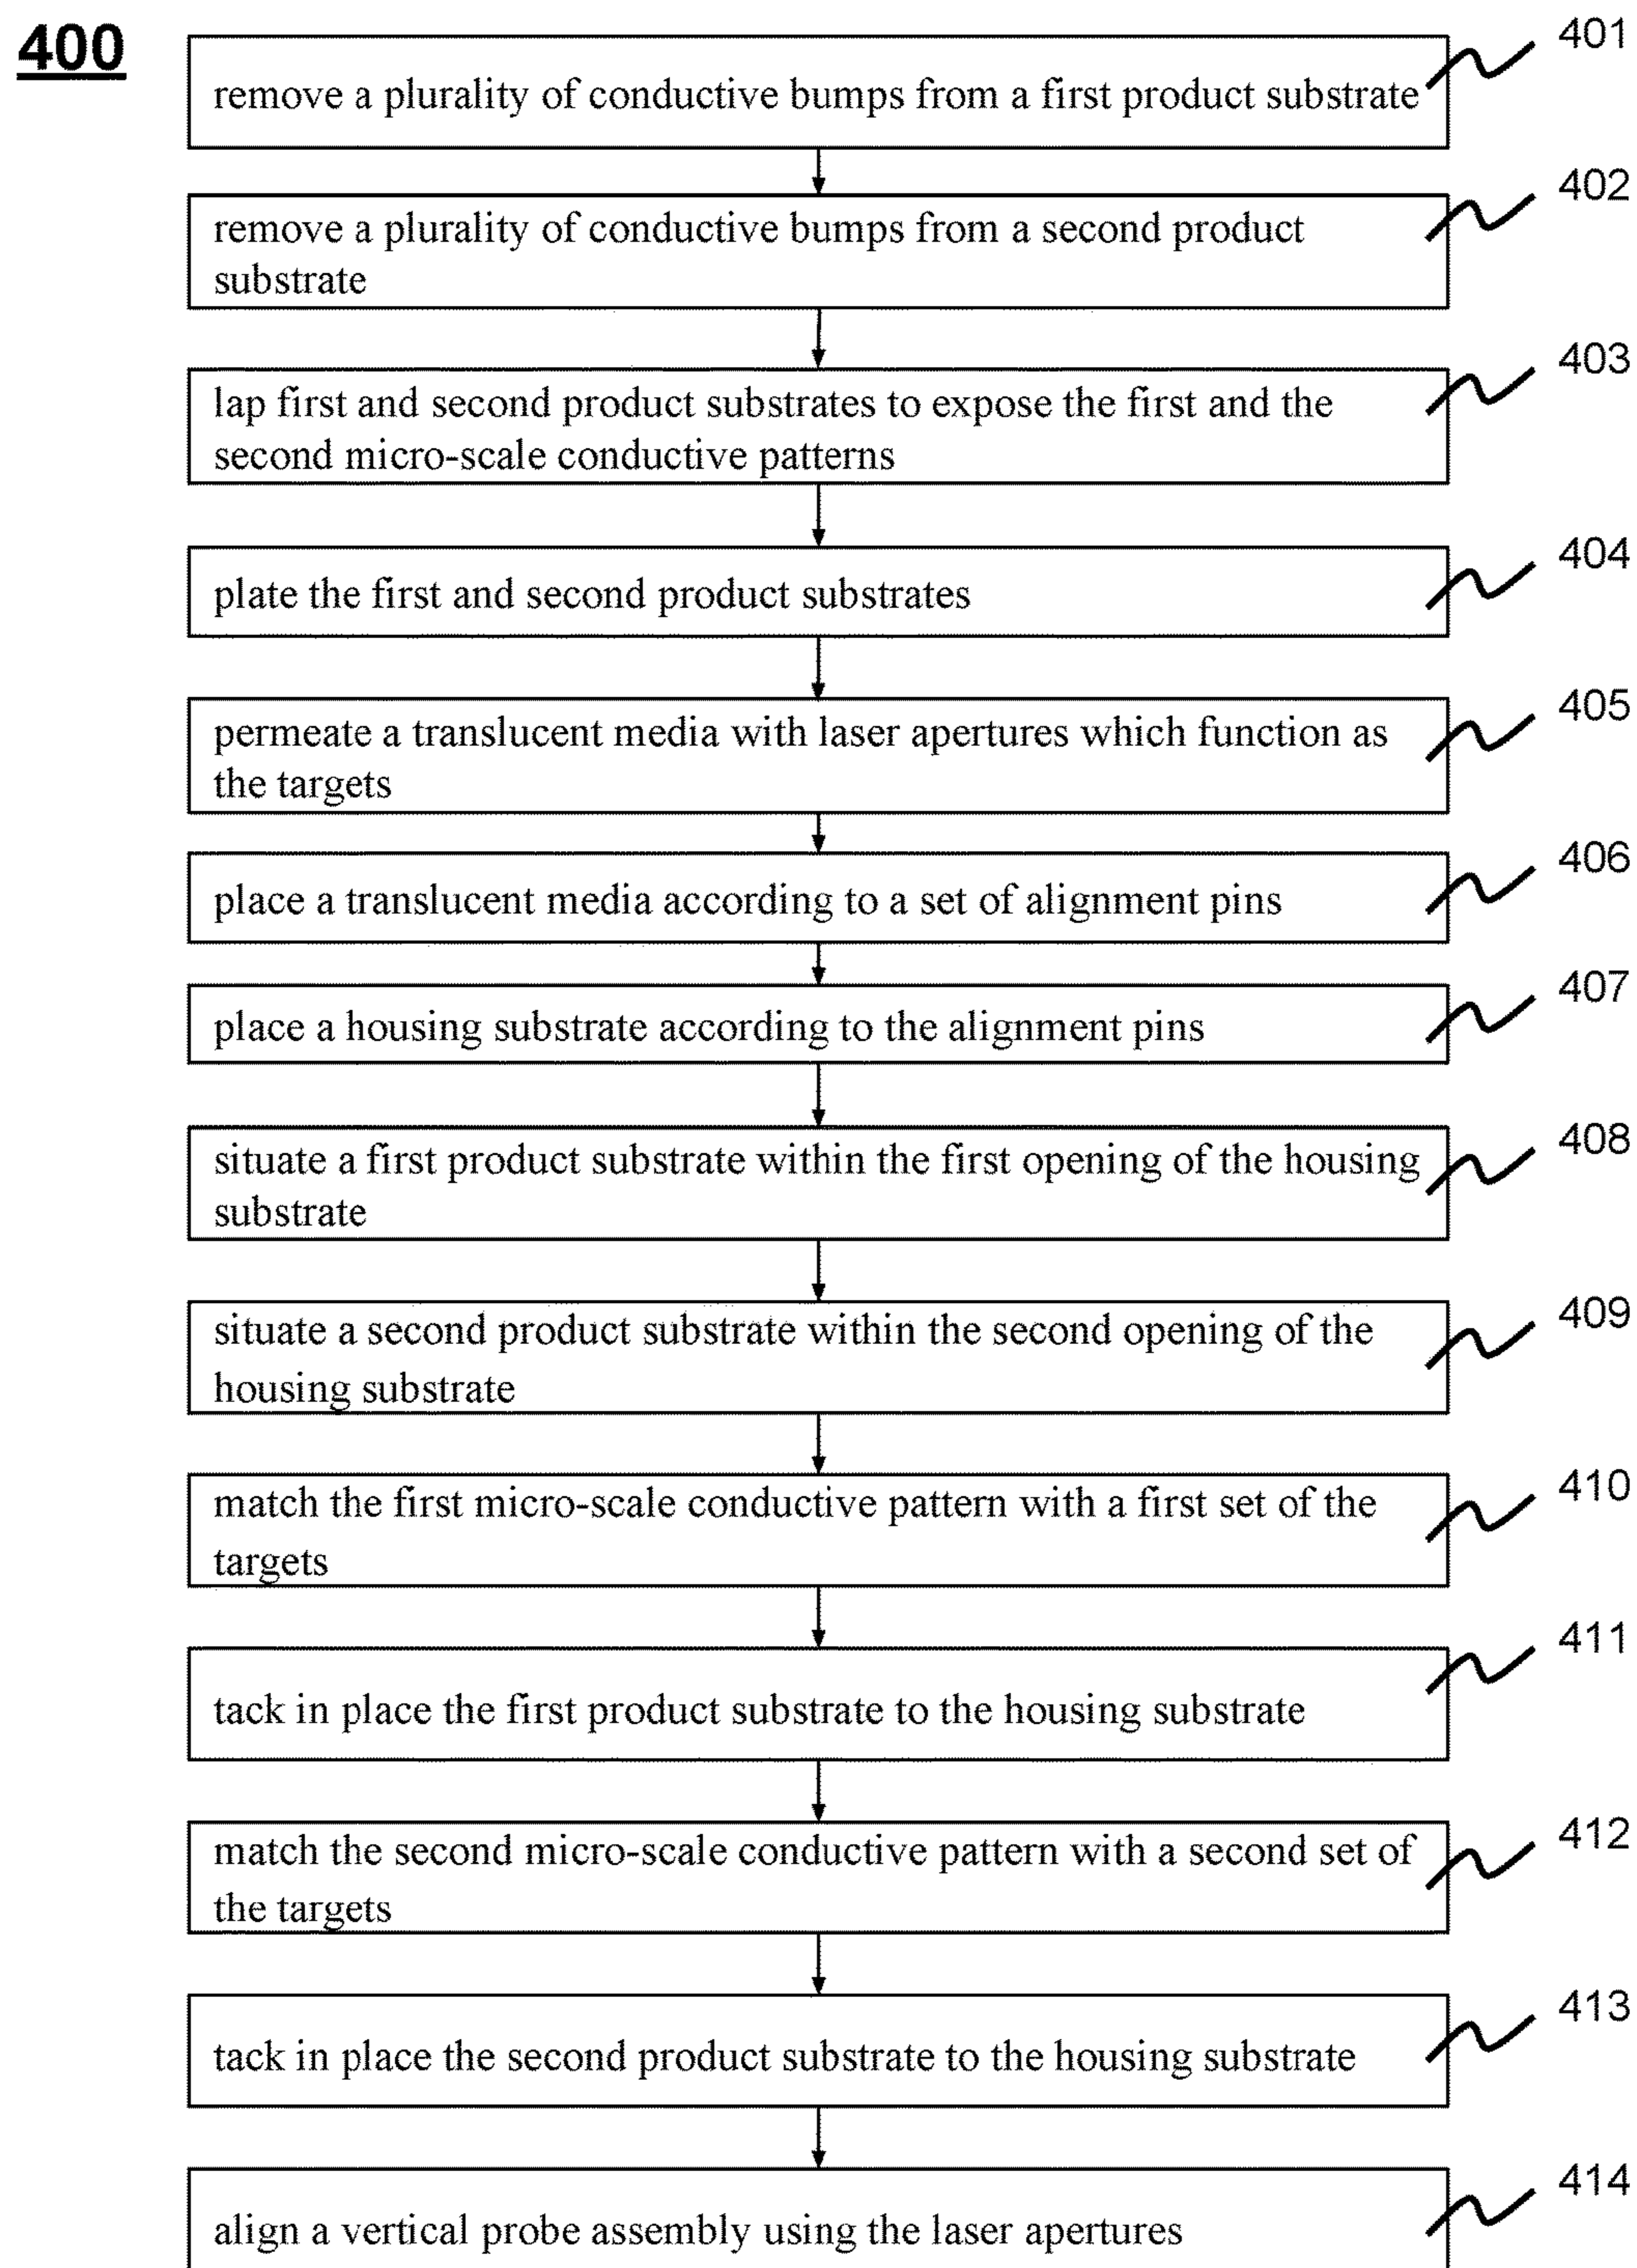 400
401
remove a plurality of conductive bumps from a first product substrate
402
remove a plurality of conductive bumps from a second product
substrate
403
lap first and second product substrates to expose the first and the
second micro-scale conductive patterns
404
plate the first and second product substrates
405
permeate a translucent media with laser apertures which function as
the targets
406
place a translucent media according to a set of alignment pins
407
place a housing substrate according to the alignment pins
408
situate a first product substrate within the first opening of the housing
substrate
409
situate a second product substrate within the second opening of the
housing substrate
410
match the first micro-scale conductive pattern with a first set of the
targets
411
tack in place the first product substrate to the housing substrate
412
match the second micro-scale conductive pattern with a second set of
the targets
413
tack in place the second product substrate to the housing substrate
414
align a vertical probe assembly using the laser apertures